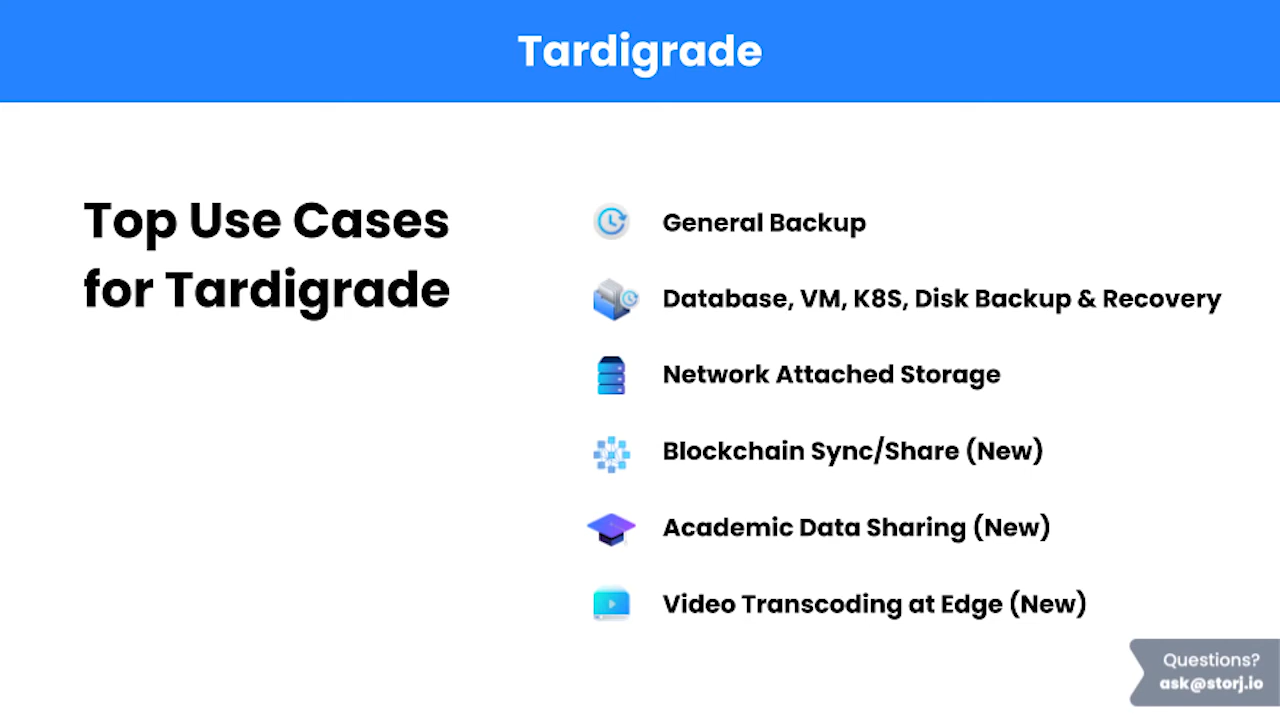 Tardigrade
Top Use Cases
for Tardigrade
General Backup
Database, VM, K8S, Disk Backup & Recovery
Network Attached Storage
Blockchain Sync/Share (New)
Academic Data Sharing (New)
Video Transcoding at Edge (New)
Questions?
ask@storj.io